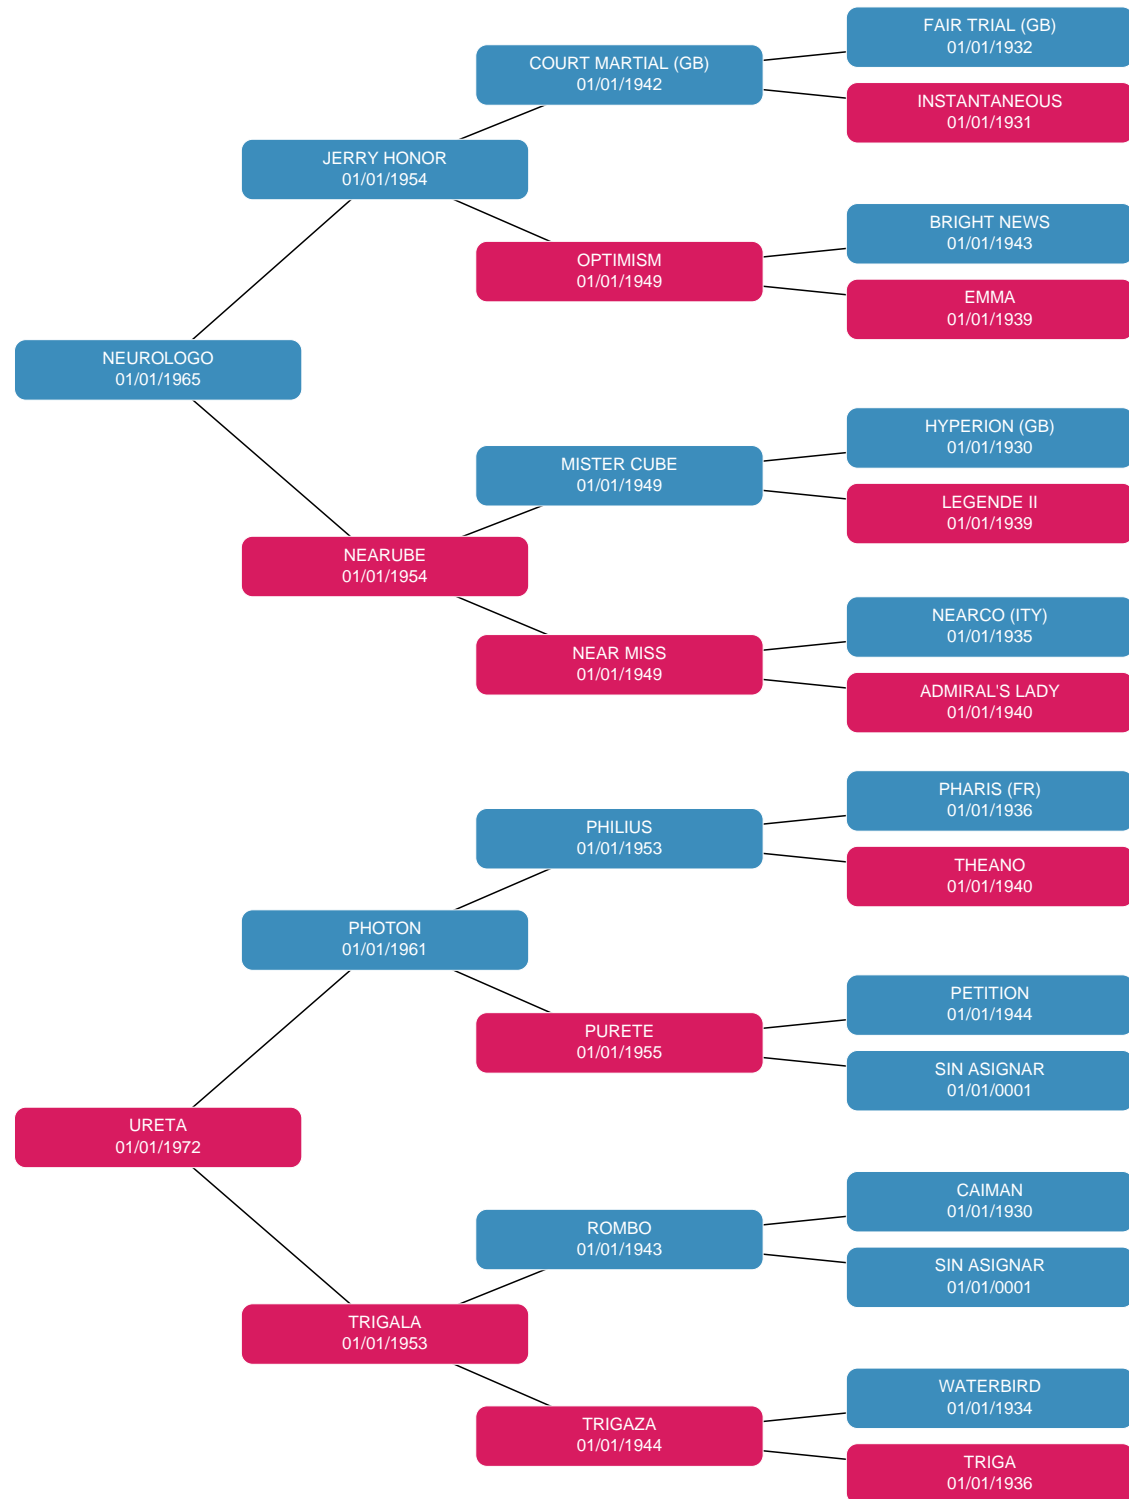 FAIR TRIAL (GB)
01/01/1932
COURT MARTIAL (GB)
01/01/1942
INSTANTANEOUS
01/01/1931
JERRY HONOR
01/01/1954
BRIGHT NEWS
01/01/1943
OPTIMISM
01/01/1949
EMMA
01/01/1939
NEUROLOGO
01/01/1965
HYPERION (GB)
01/01/1930
MISTER CUBE
01/01/1949
LEGENDE II
01/01/1939
NEARUBE
01/01/1954
NEARCO (ITY)
01/01/1935
NEAR MISS
01/01/1949
ADMIRAL'S LADY
01/01/1940
PHARIS (FR)
01/01/1936
PHILIUS
01/01/1953
THEANO
01/01/1940
PHOTON
01/01/1961
PETITION
01/01/1944
PURETE
01/01/1955
SIN ASIGNAR
01/01/0001
URETA
01/01/1972
CAIMAN
01/01/1930
ROMBO
01/01/1943
SIN ASIGNAR
01/01/0001
TRIGALA
01/01/1953
WATERBIRD
01/01/1934
TRIGAZA
01/01/1944
TRIGA
01/01/1936